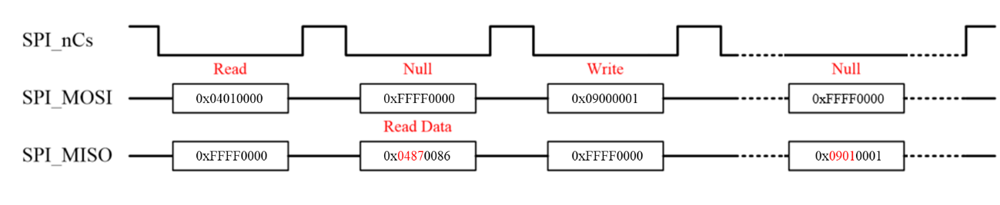 SPI_nCs
Read Null Write Null
SPI_MOSI 0x04010000 0xFFFF0000 0x09000001 0xFFFF0000
Read Data
SPI_MISO 0xFFFF0000 0x04870086 0xFFFF0000 0x09010001